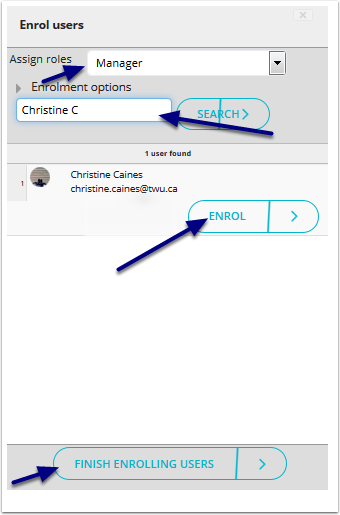 Enrol users
Assign roles
Manager
Enrolment options
Christine C
SEARCH
1 user found
1
Christine Caines
christine.caines@twu.ca
ENROL
FINISH ENROLLING USERS